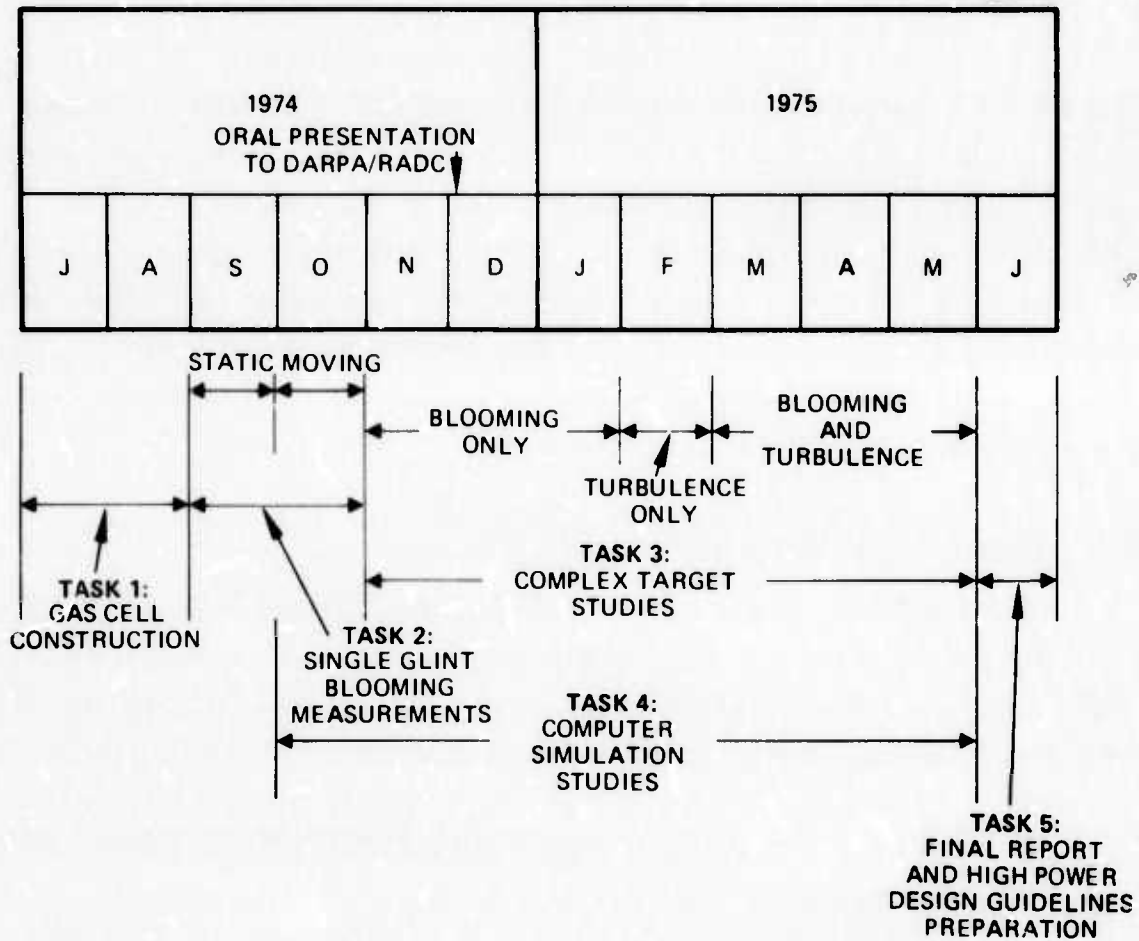 1974
1975
ORAL PRESENTATION
TO DARPA/RADC
J A S O N D J F M A M J
STATIC MOVING
BLOOMING
ONLY
TURBULENCE
ONLY
BLOOMING
AND
TURBULENCE
TASK 1:
GAS CELL
CONSTRUCTION
TASK 2:
SINGLE GLINT
BLOOMING
MEASUREMENTS
TASK 3:
COMPLEX TARGET
STUDIES
TASK 4:
COMPUTER
SIMULATION
STUDIES
TASK 5:
FINAL REPORT
AND HIGH POWER
DESIGN GUIDELINES
PREPARATION